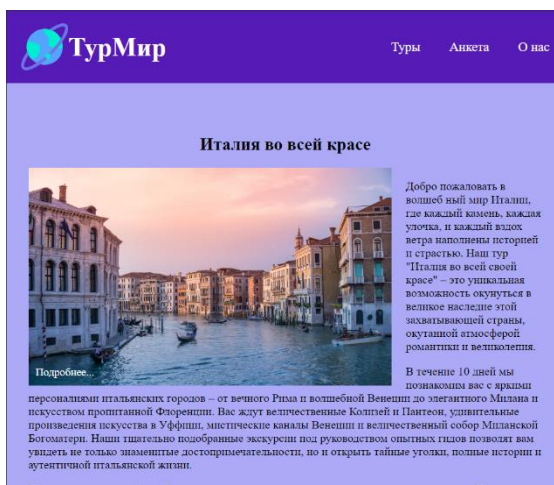 ТурМир
Туры Анкета О нас
Италия во всей красе
Добро пожаловать в
волшеб ный мир Италии,
где каждый камень, каждая
улочка, и каждый вздох
ветра наполнены историей
и страстью. Наш тур
"Италия во всей своей
красе" – это уникальная
возможность окунуться в
великое наследие этой
захватывающей страны,
окутанной атмосферой
романтики и великолепия.
Подробнее...
В течение 10 дней мы
познакомим вас с яркими
персоналиями итальянских городов – от вечного Рима и волшебной Венеции до элегантного Милана и
искусством пропитанной Флоренции. Вас ждут величественные Колизей и Пантеон, удивительные
произведения искусства в Уффици, мистические каналы Венеции и величественный собор Миланской
Богоматери. Наши тщательно подобранные экскурсии под руководством опытных гидов позволят вам
увидеть не только знаменитые достопримечательности, но и открыть тайные уголки, полные истории и
аутентичной итальянской жизни.